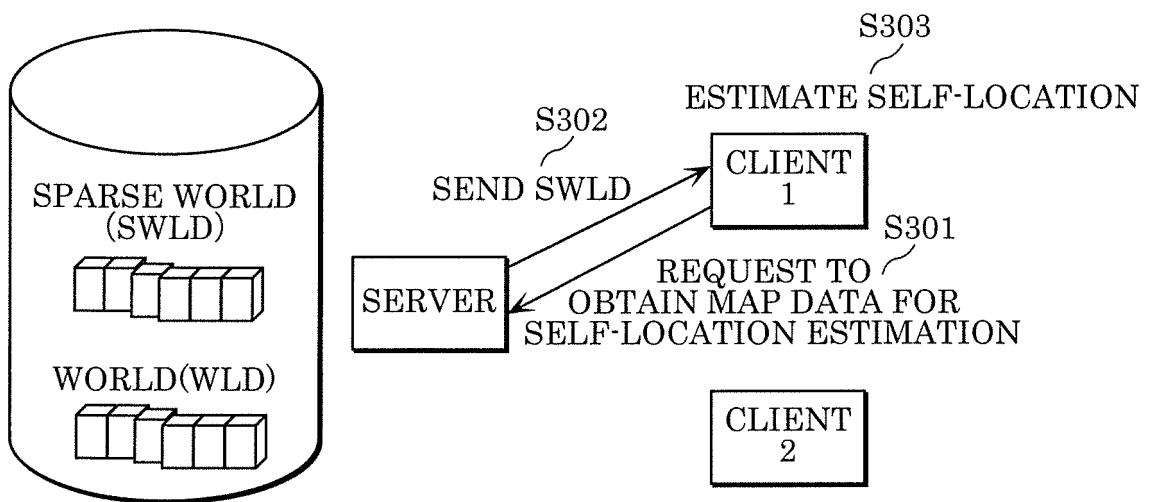 S303
ESTIMATE SELF-LOCATION
S302
SEND SWLD
CLIENT
1
SPARSE WORLD
(SWLD)
S301
REQUEST TO
OBTAIN MAP DATA FOR
SELF-LOCATION ESTIMATION
SERVER
WORLD(WLD)
CLIENT
2